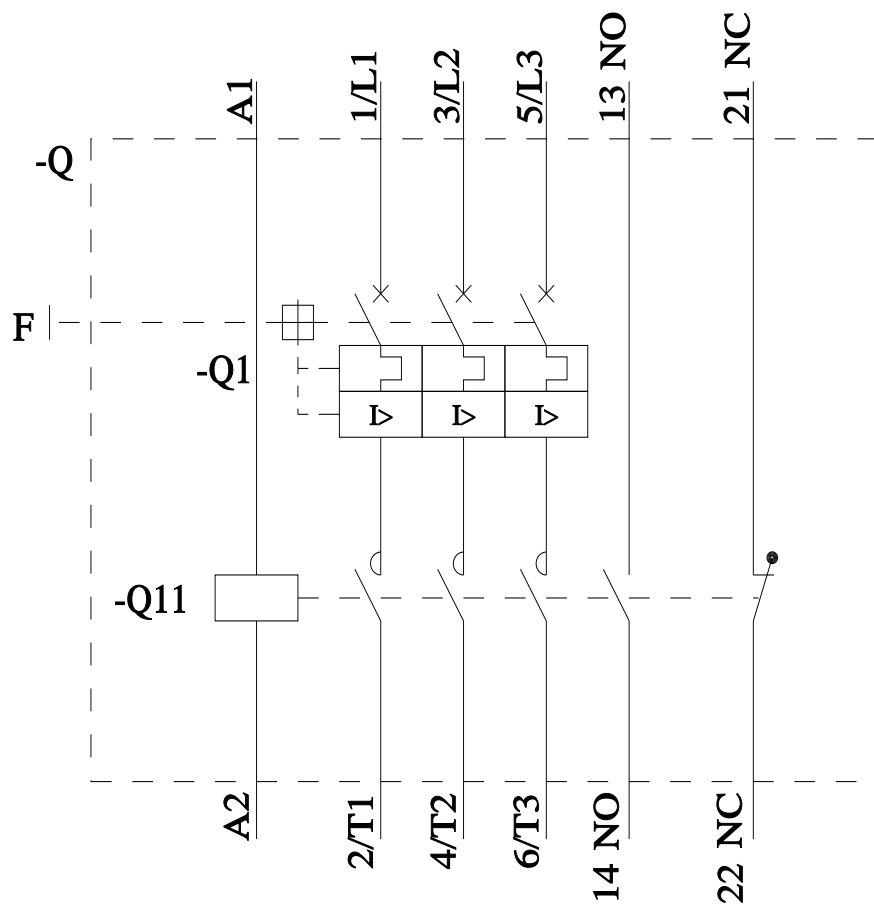 A1
1/L1
3/L2
5/L3
13 NO
21 NC
-Q
F
-Q1
I> I> I>
-Q11
A2
2/T1
4/T2
6/T3
14 NO
22 NC